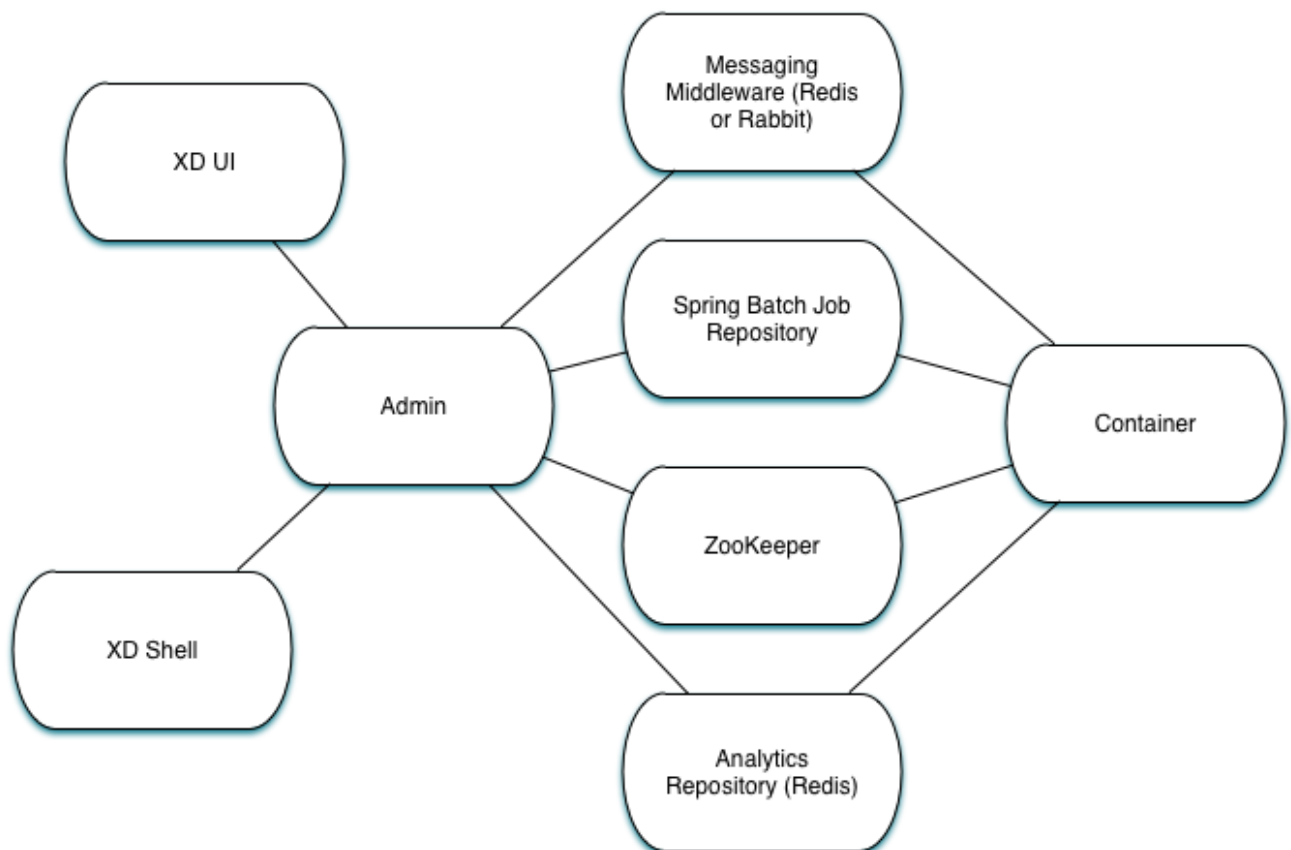 Messaging
Middleware (Redis
or Rabbit)
XD UI
Spring Batch Job
Repository
Admin
Container
ZooKeeper
XD Shell
Analytics
Repository (Redis)